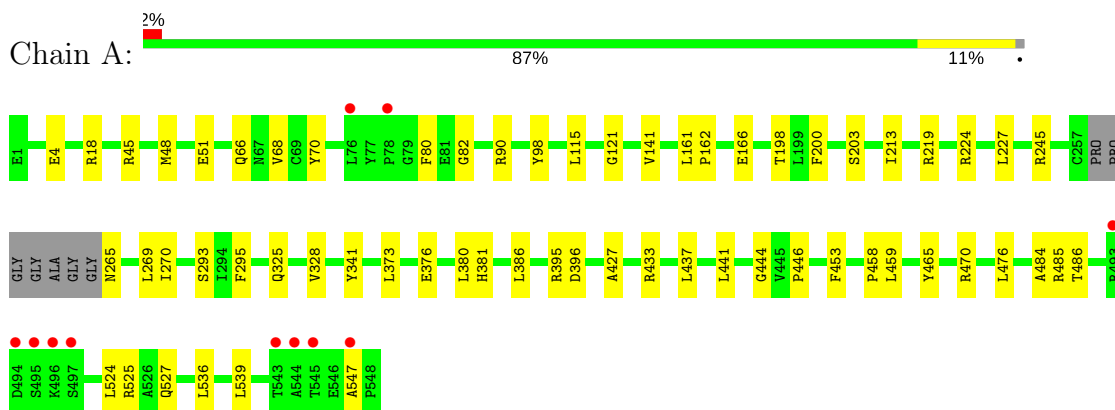 2%
Chain A:
87% 11% •
E1 E4 R18 R45 M48 E51 Q66 N67 V68 C69 Y70 L76 Y77 P78 G79 F80 E81 G82 R90 Y98 L115 G121 V141 L161 P162 E166 T198 L199 F200 S203 I213 R219 R224 L227 R245 C257 PRO PRO
GLY GLY ALA GLY GLY N265 L269 I270 S293 I294 F295 Q325 V328 Y341 L373 E376 L380 H381 L386 R395 D396 A427 R433 L437 L441 G444 V445 P446 F453 P458 L459 Y465 R470 L476 A484 R485 T486
D494 S495 K496 S497 L524 R525 A526 Q527 L536 L539 T543 A544 T545 E546 A547 P548